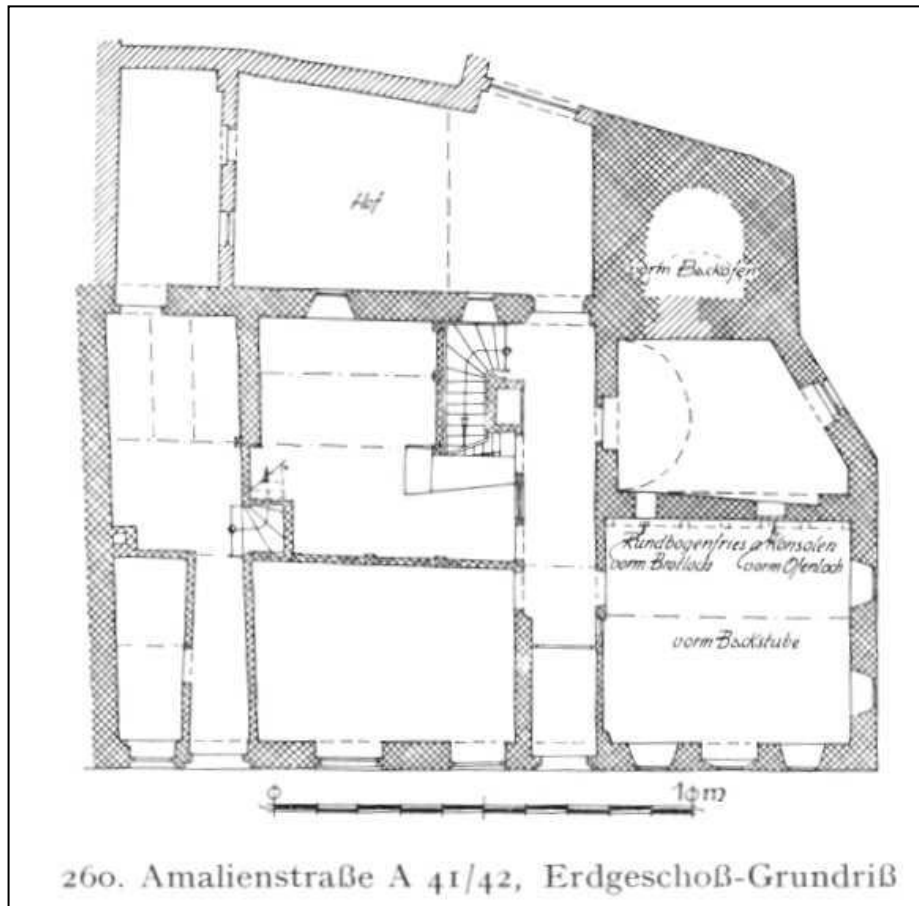 Hof
vorm Backofen
Rundbogenfries a. Konsolen
vorm Brotloch
vorm Ofenloch
vorm Backstube
0
10 m
260. Amalienstraße A 41/42, Erdgeschoß-Grundriß